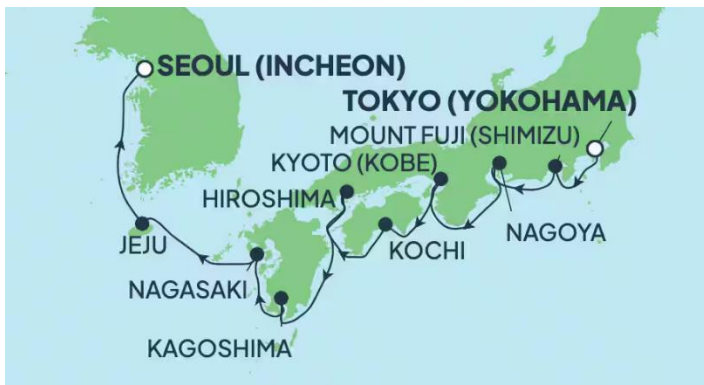 SEOUL (INCHEON)
TOKYO (YOKOHAMA)
MOUNT FUJI (SHIMIZU)
KYOTO (KOBE)
HIROSHIMA
NAGOYA
JEJU
KOCHI
NAGASAKI
KAGOSHIMA